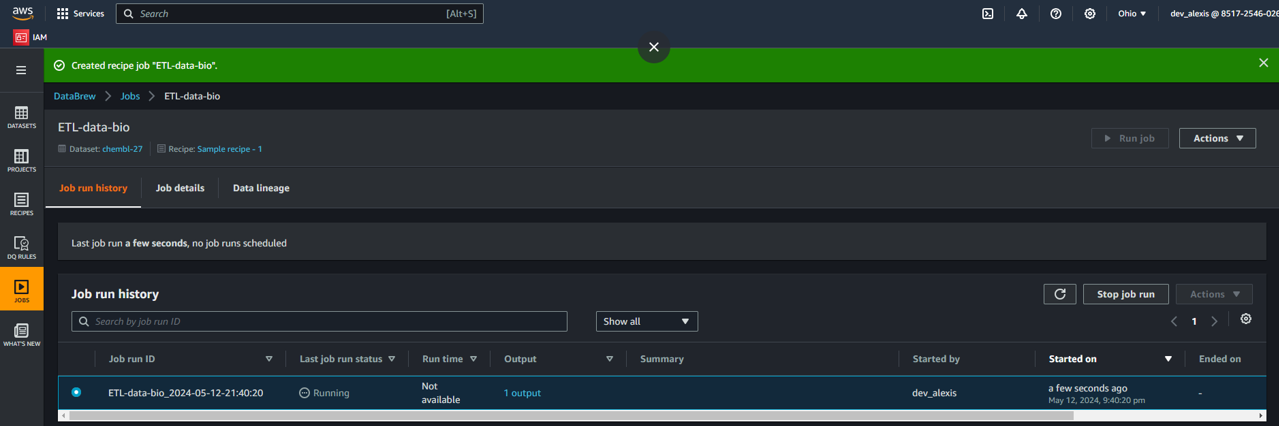 aws Services Search [Alt+S] Ohio dev_alexis @ 8517-2546-028
IAM
Created recipe job "ETL-data-bio".
DataBrew Jobs ETL-data-bio
ETL-data-bio
Dataset: chembl-27 Recipe: Sample recipe - 1
Run job Actions
Job run history Job details Data lineage
DATASETS
PROJECTS
RECIPES
DQ RULES
JOBS
WHAT'S NEW
Last job run a few seconds, no job runs scheduled
Job run history
Stop job run Actions
Search by job run ID Show all 1
Job run ID Last job run status Run time Output Summary Started by Started on Ended on
ETL-data-bio_2024-05-12-21:40:20 Running Not available 1 output dev_alexis a few seconds ago -
May 12, 2024, 9:40:20 pm